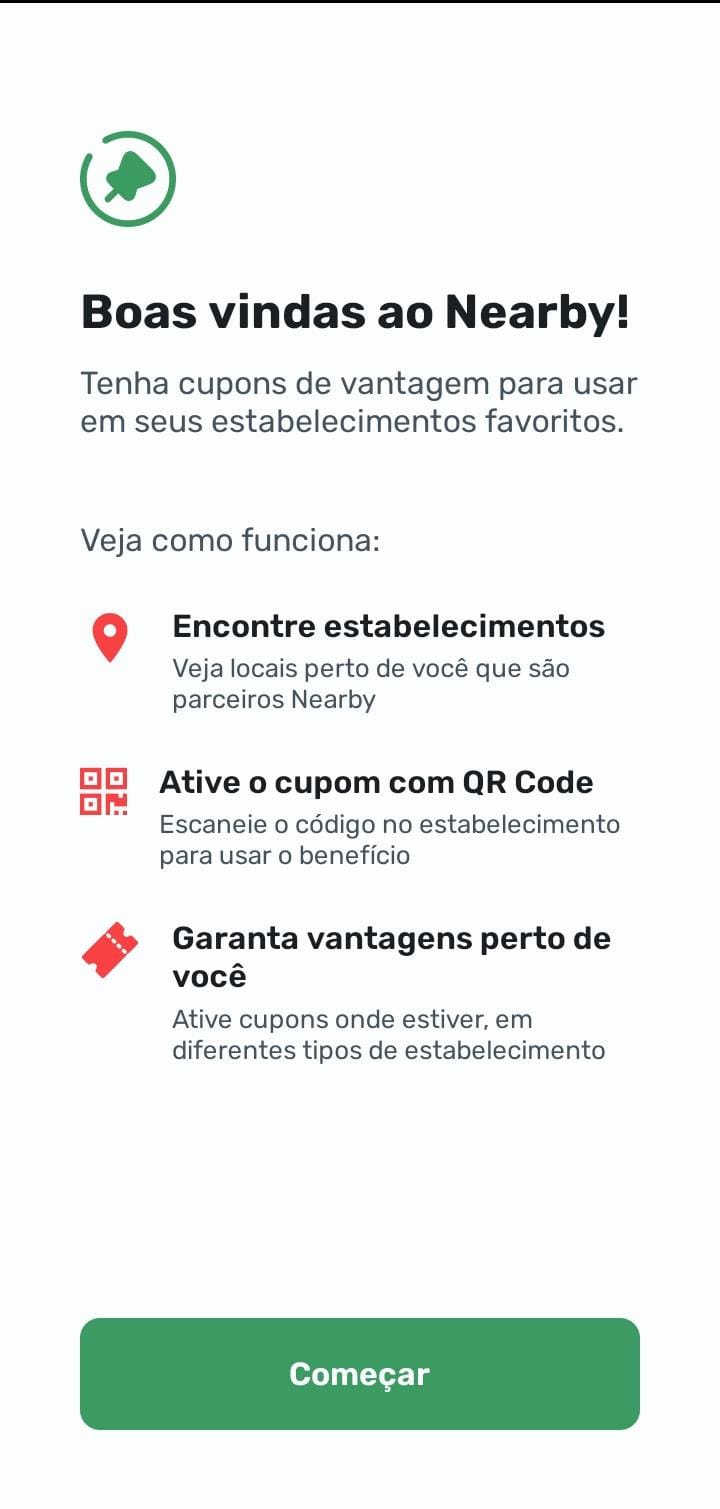 Boas vindas ao Nearby!
Tenha cupons de vantagem para usar
em seus estabelecimentos favoritos.
Veja como funciona:
Encontre estabelecimentos
Veja locais perto de você que são
parceiros Nearby
Ative o cupom com QR Code
Escaneie o código no estabelecimento
para usar o benefício
Garanta vantagens perto de
você
Ative cupons onde estiver, em
diferentes tipos de estabelecimento
Começar